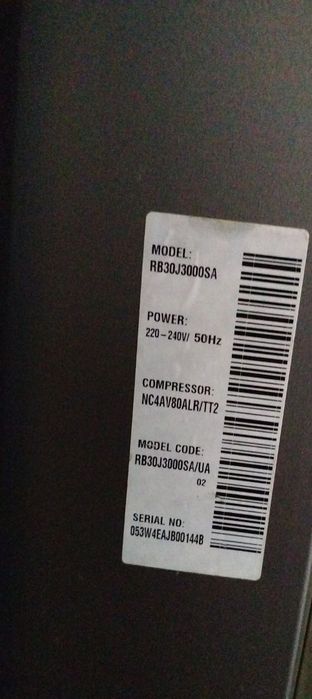 MODEL:
RB30J3000SA
POWER:
220-240V/ 50Hz
COMPRESSOR:
NC4AV80ALR/TT2
MODEL CODE:
RB30J3000SA/UA
02
SERIAL NO:
053W4EAJB00144B